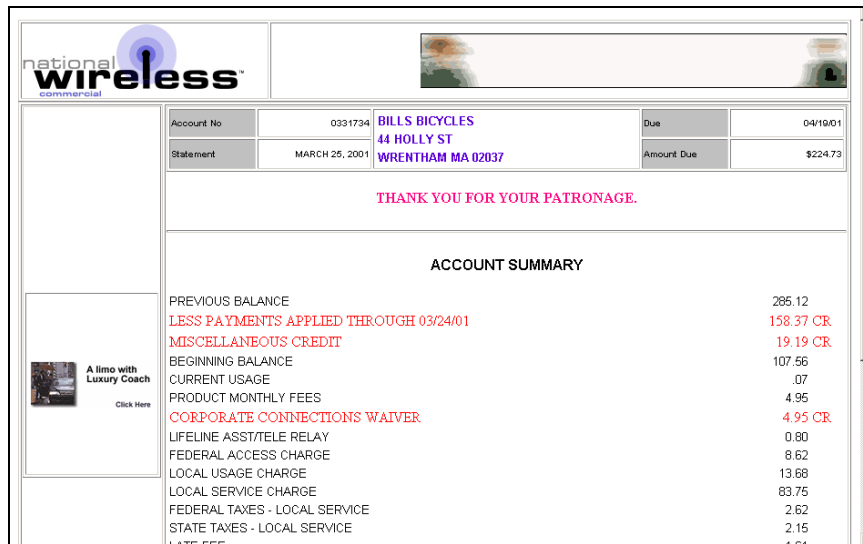 national
wireless™
commercial
Account No 0331734 BILLS BICYCLES Due 04/19/01
44 HOLLY ST
Statement MARCH 25, 2001 WRENTHAM MA 02037 Amount Due $224.73
THANK YOU FOR YOUR PATRONAGE.
ACCOUNT SUMMARY
PREVIOUS BALANCE 285.12
LESS PAYMENTS APPLIED THROUGH 03/24/01 158.37 CR
MISCELLANEOUS CREDIT 19.19 CR
BEGINNING BALANCE 107.56
CURRENT USAGE .07
PRODUCT MONTHLY FEES 4.95
CORPORATE CONNECTIONS WAIVER 4.95 CR
LIFELINE ASST/TELE RELAY 0.80
FEDERAL ACCESS CHARGE 8.62
LOCAL USAGE CHARGE 13.68
LOCAL SERVICE CHARGE 83.75
FEDERAL TAXES - LOCAL SERVICE 2.62
STATE TAXES - LOCAL SERVICE 2.15
LATE FEE
A limo with
Luxury Coach
Click Here